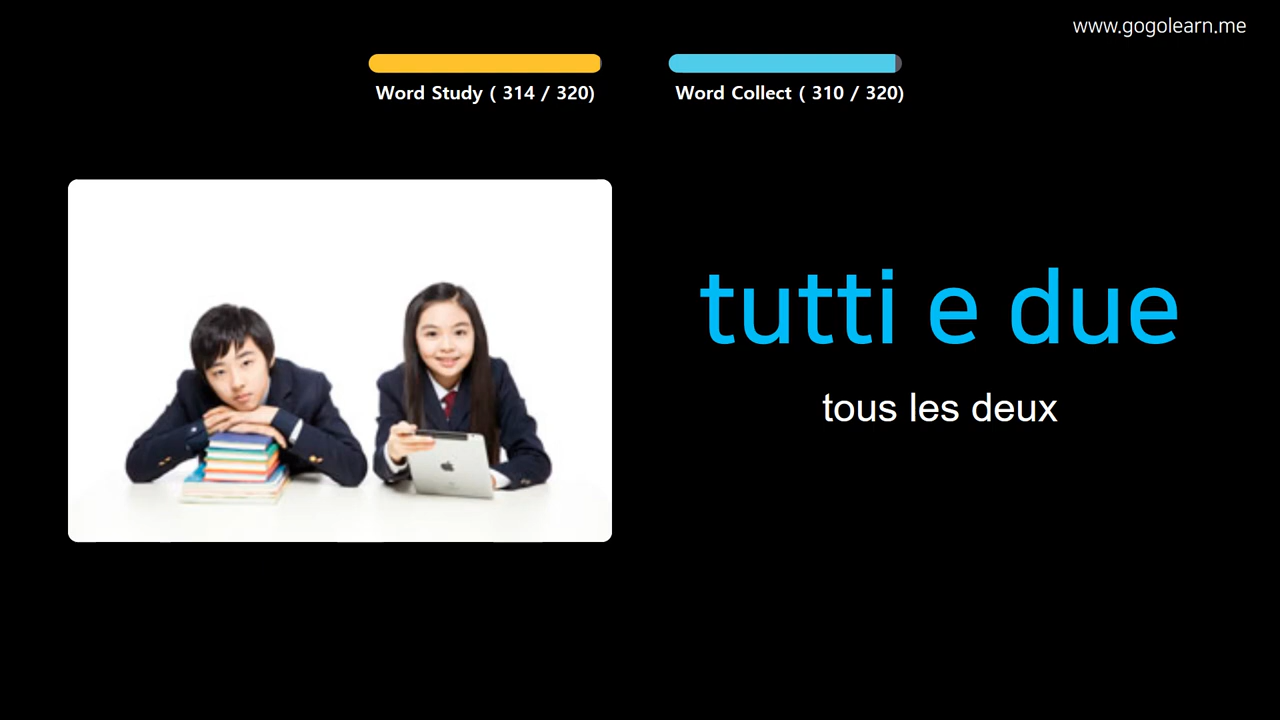 www.gogolearn.me
Word Study ( 314 / 320)
Word Collect ( 310 / 320)
tutti e due
tous les deux